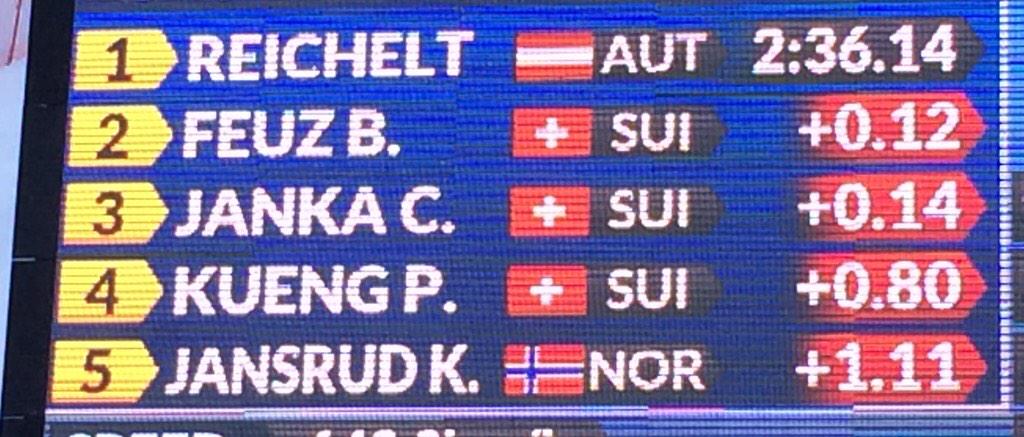 1 REICHELT AUT 2:36.14
2 FEUZ B. SUI +0.12
3 JANKA C. SUI +0.14
4 KUENG P. SUI +0.80
5 JANSRUD K. NOR +1.11
SPEED